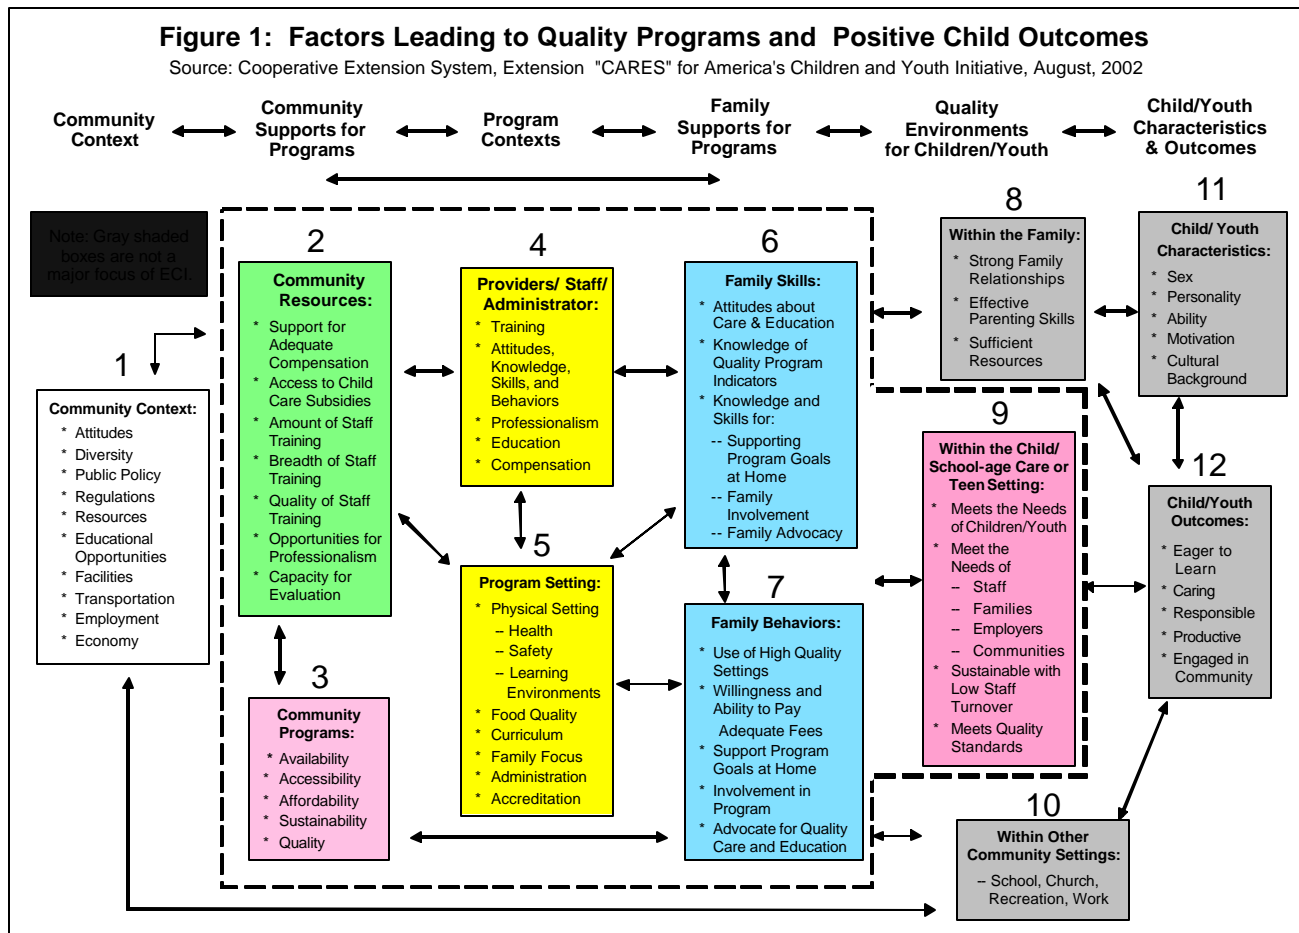 Figure 1: Factors Leading to Quality Programs and Positive Child Outcomes
Source: Cooperative Extension System, Extension "CARES" for America's Children and Youth Initiative, August, 2002
Community
Context
Community
Supports for
Programs
Program
Contexts
Family
Supports for
Programs
Quality
Environments
for Children/Youth
Child/Youth
Characteristics
& Outcomes
Note: Gray shaded
boxes are not a
major focus of ECI.
1
Community Context:
* Attitudes
* Diversity
* Public Policy
* Regulations
* Resources
* Educational
Opportunities
* Facilities
* Transportation
* Employment
* Economy
2
Community
Resources:
* Support for
Adequate
Compensation
* Access to Child
Care Subsidies
* Amount of Staff
Training
* Breadth of Staff
Training
* Quality of Staff
Training
* Opportunities for
Professionalism
* Capacity for
Evaluation
3
Community
Programs:
* Availability
* Accessibility
* Affordability
* Sustainability
* Quality
4
Providers/ Staff/
Administrator:
* Training
* Attitudes,
Knowledge,
Skills, and
Behaviors
* Professionalism
* Education
* Compensation
5
Program Setting:
* Physical Setting
-- Health
-- Safety
-- Learning
Environments
* Food Quality
* Curriculum
* Family Focus
* Administration
* Accreditation
6
Family Skills:
* Attitudes about
Care & Education
* Knowledge of
Quality Program
Indicators
* Knowledge and
Skills for:
-- Supporting
Program Goals
at Home
-- Family
Involvement
-- Family Advocacy
7
Family Behaviors:
* Use of High Quality
Settings
* Willingness and
Ability to Pay
Adequate Fees
* Support Program
Goals at Home
* Involvement in
Program
* Advocate for Quality
Care and Education
8
Within the Family:
* Strong Family
Relationships
* Effective
Parenting Skills
* Sufficient
Resources
9
Within the Child/
School-age Care or
Teen Setting:
* Meets the Needs
of Children/Youth
* Meet the
Needs of
-- Staff
-- Families
-- Employers
-- Communities
* Sustainable with
Low Staff
Turnover
* Meets Quality
Standards
10
Within Other
Community Settings:
-- School, Church,
Recreation, Work
11
Child/ Youth
Characteristics:
* Sex
* Personality
* Ability
* Motivation
* Cultural
Background
12
Child/Youth
Outcomes:
* Eager to
Learn
* Caring
* Responsible
* Productive
* Engaged in
Community